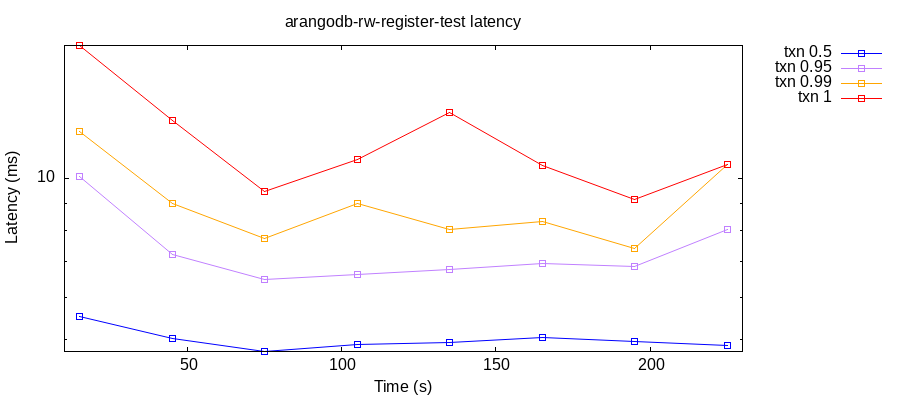 arangodb-rw-register-test latency
txn 0.5
txn 0.95
txn 0.99
txn 1
Latency (ms)
10
50
100
150
200
Time (s)